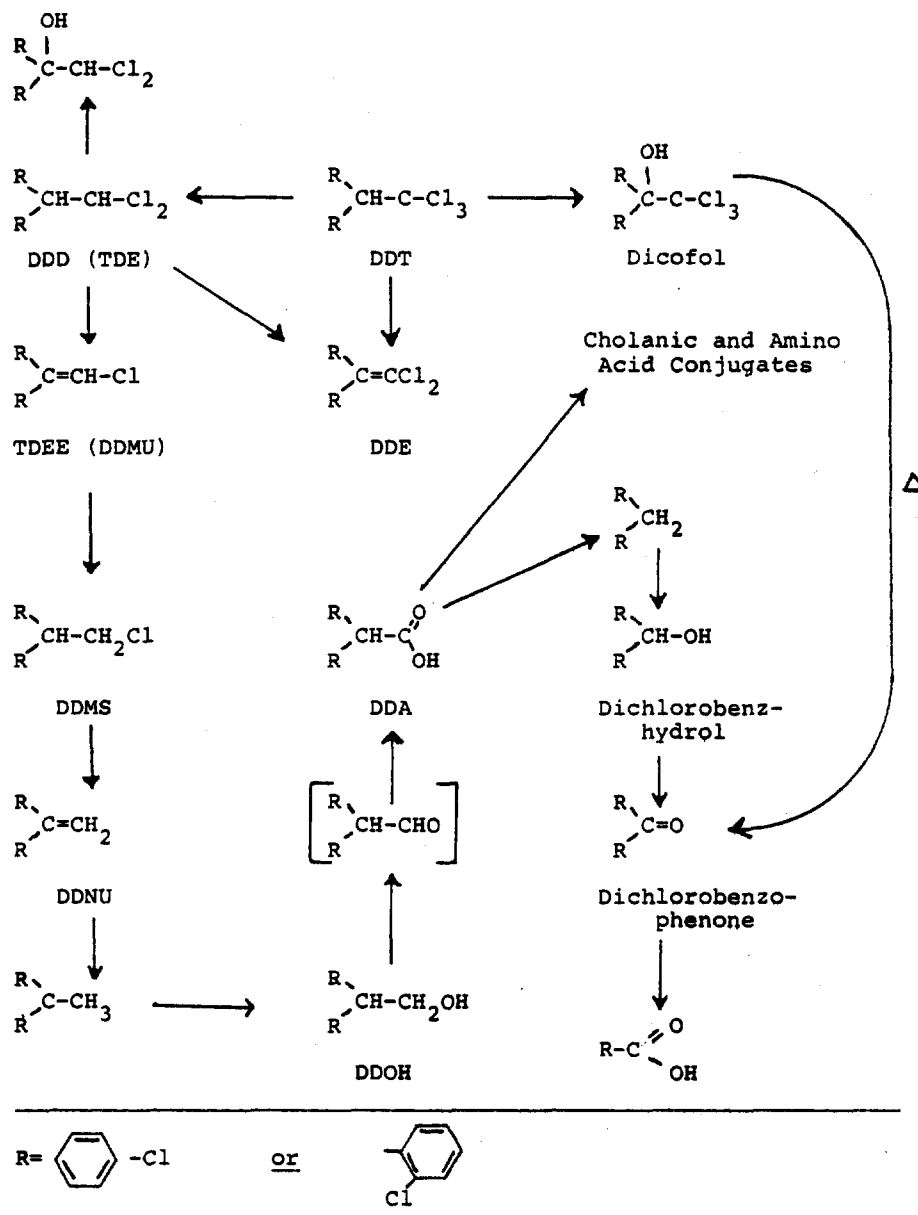 OH
R
R
C-CH-Cl2
R
R
CH-CH-Cl2
DDD (TDE)
R
R
CH-C-Cl3
DDT
OH
R
R
C-C-Cl3
Dicofol
R
R
C=CH-Cl
TDEE (DDMU)
R
R
C=CCl2
DDE
Cholanic and Amino
Acid Conjugates
Δ
R
R
CH2
R
R
CH-CH2Cl
DDMS
R
R
CH-C
O
OH
DDA
R
R
CH-OH
Dichlorobenz-
hydrol
R
R
C=CH2
DDNU
R
R
CH-CHO
R
R
C=O
Dichlorobenzo-
phenone
R
R
C-CH3
R
R
CH-CH2OH
DDOH
R-C
O
OH
R= -Cl or Cl